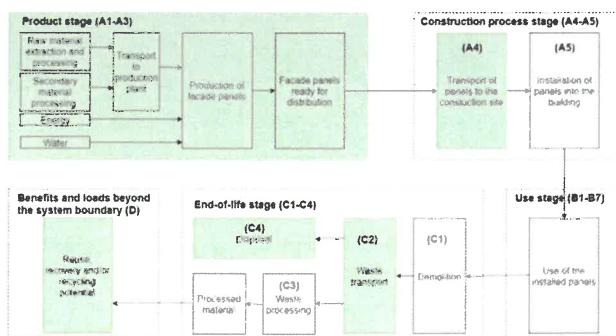 Product stage (A1-A3)
Raw material
extraction and
processing
Secondary
material
processing
Energy
Water
Transport
to
production
plant
Production of
facade panels
Facade panels
ready for
distribution
Construction process stage (A4-A5)
(A4)
Transport of
panels to the
construction site
(A5)
Installation of
panels into the
building
Benefits and loads beyond
the system boundary (D)
Reuse,
recovery and/or
recycling
potential
End-of-life stage (C1-C4)
(C4)
Disposal
Processed
material
(C3)
Waste
processing
(C2)
Waste
transport
(C1)
Demolition
Use stage (B1-B7)
Use of the
installed panels